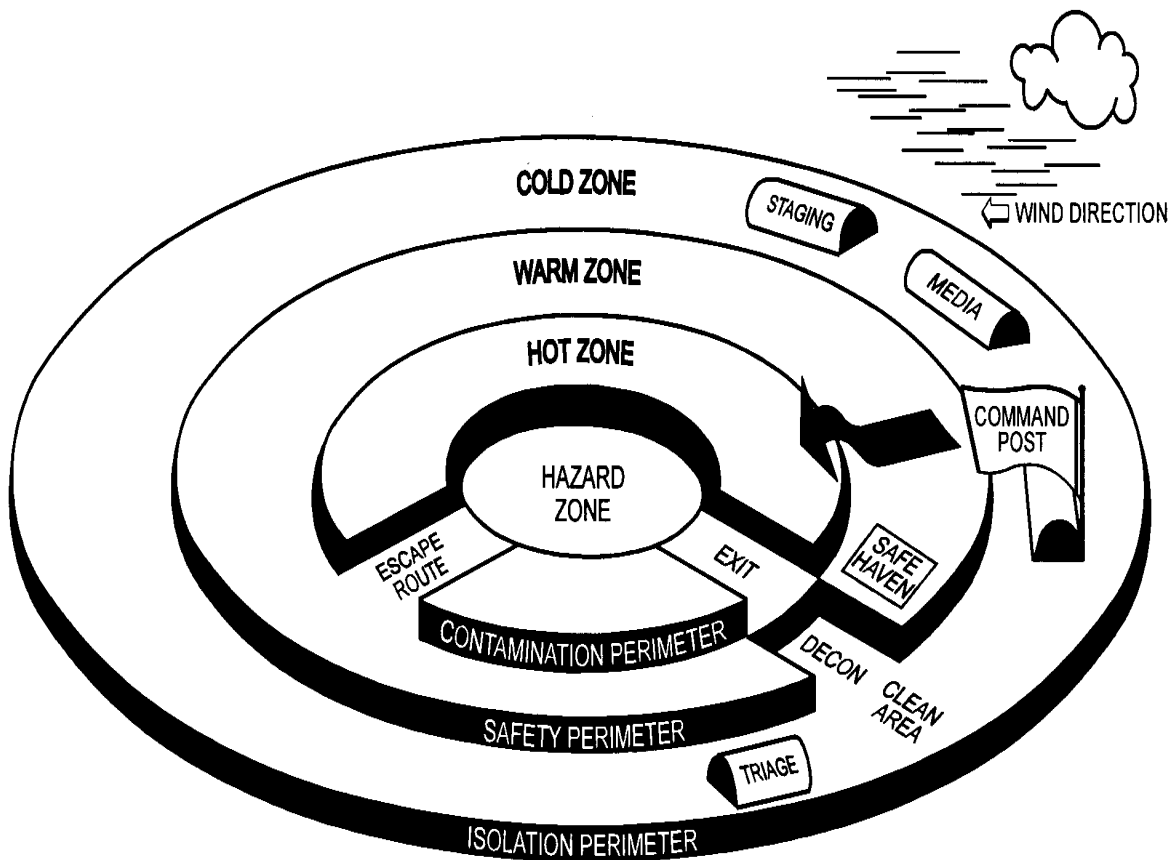 COLD ZONE
STAGING
WIND DIRECTION
WARM ZONE
MEDIA
HOT ZONE
COMMAND
POST
HAZARD
ZONE
ESCAPE
ROUTE
EXIT
SAFE
HAVEN
CONTAMINATION PERIMETER
DECON
CLEAN
AREA
SAFETY PERIMETER
TRIAGE
ISOLATION PERIMETER